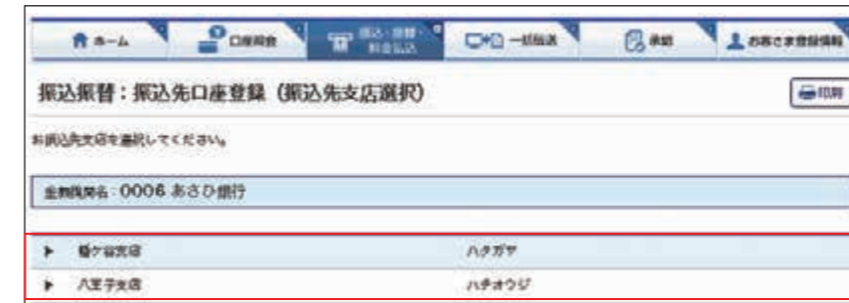 ホーム 口座照会 振込・振替・ 一括伝送 承認 お客さま登録情報
料金払込
振込振替：振込先口座登録（振込先支店選択） 印刷
お振込先支店を選択してください。
金融機関名：0006 あさひ銀行
幡ケ谷支店 ハタガヤ
八王子支店 ハチオウジ